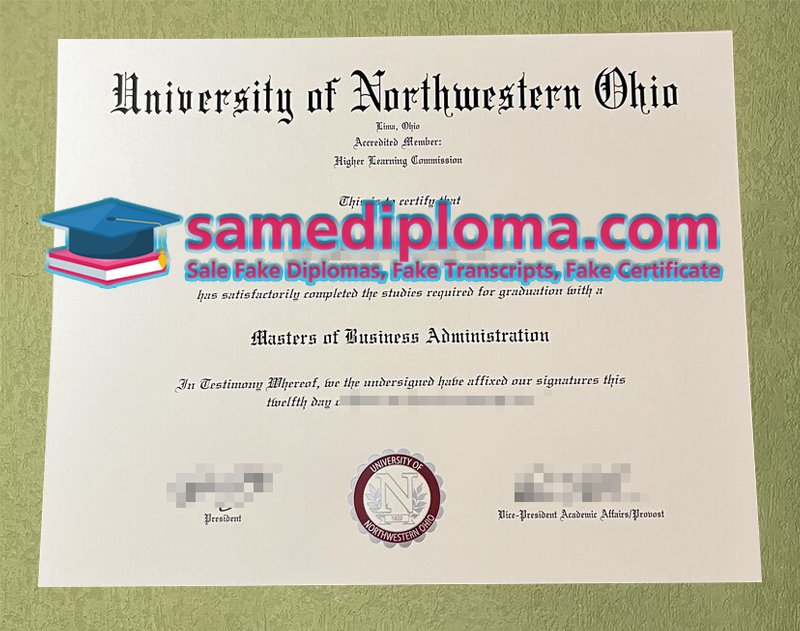 University of Northwestern Ohio
Lima, Ohio
Accredited Member:
Higher Learning Commission
This is to certify that
samediploma.com
Sale Fake Diplomas, Fake Transcripts, Fake Certificate
has satisfactorily completed the studies required for graduation with a
Masters of Business Administration
In Testimony Whereof, we the undersigned have affixed our signatures this
twelfth day
President
UNIVERSITY OF
N
1920
NORTHWESTERN OHIO
Vice-President Academic Affairs/Provost